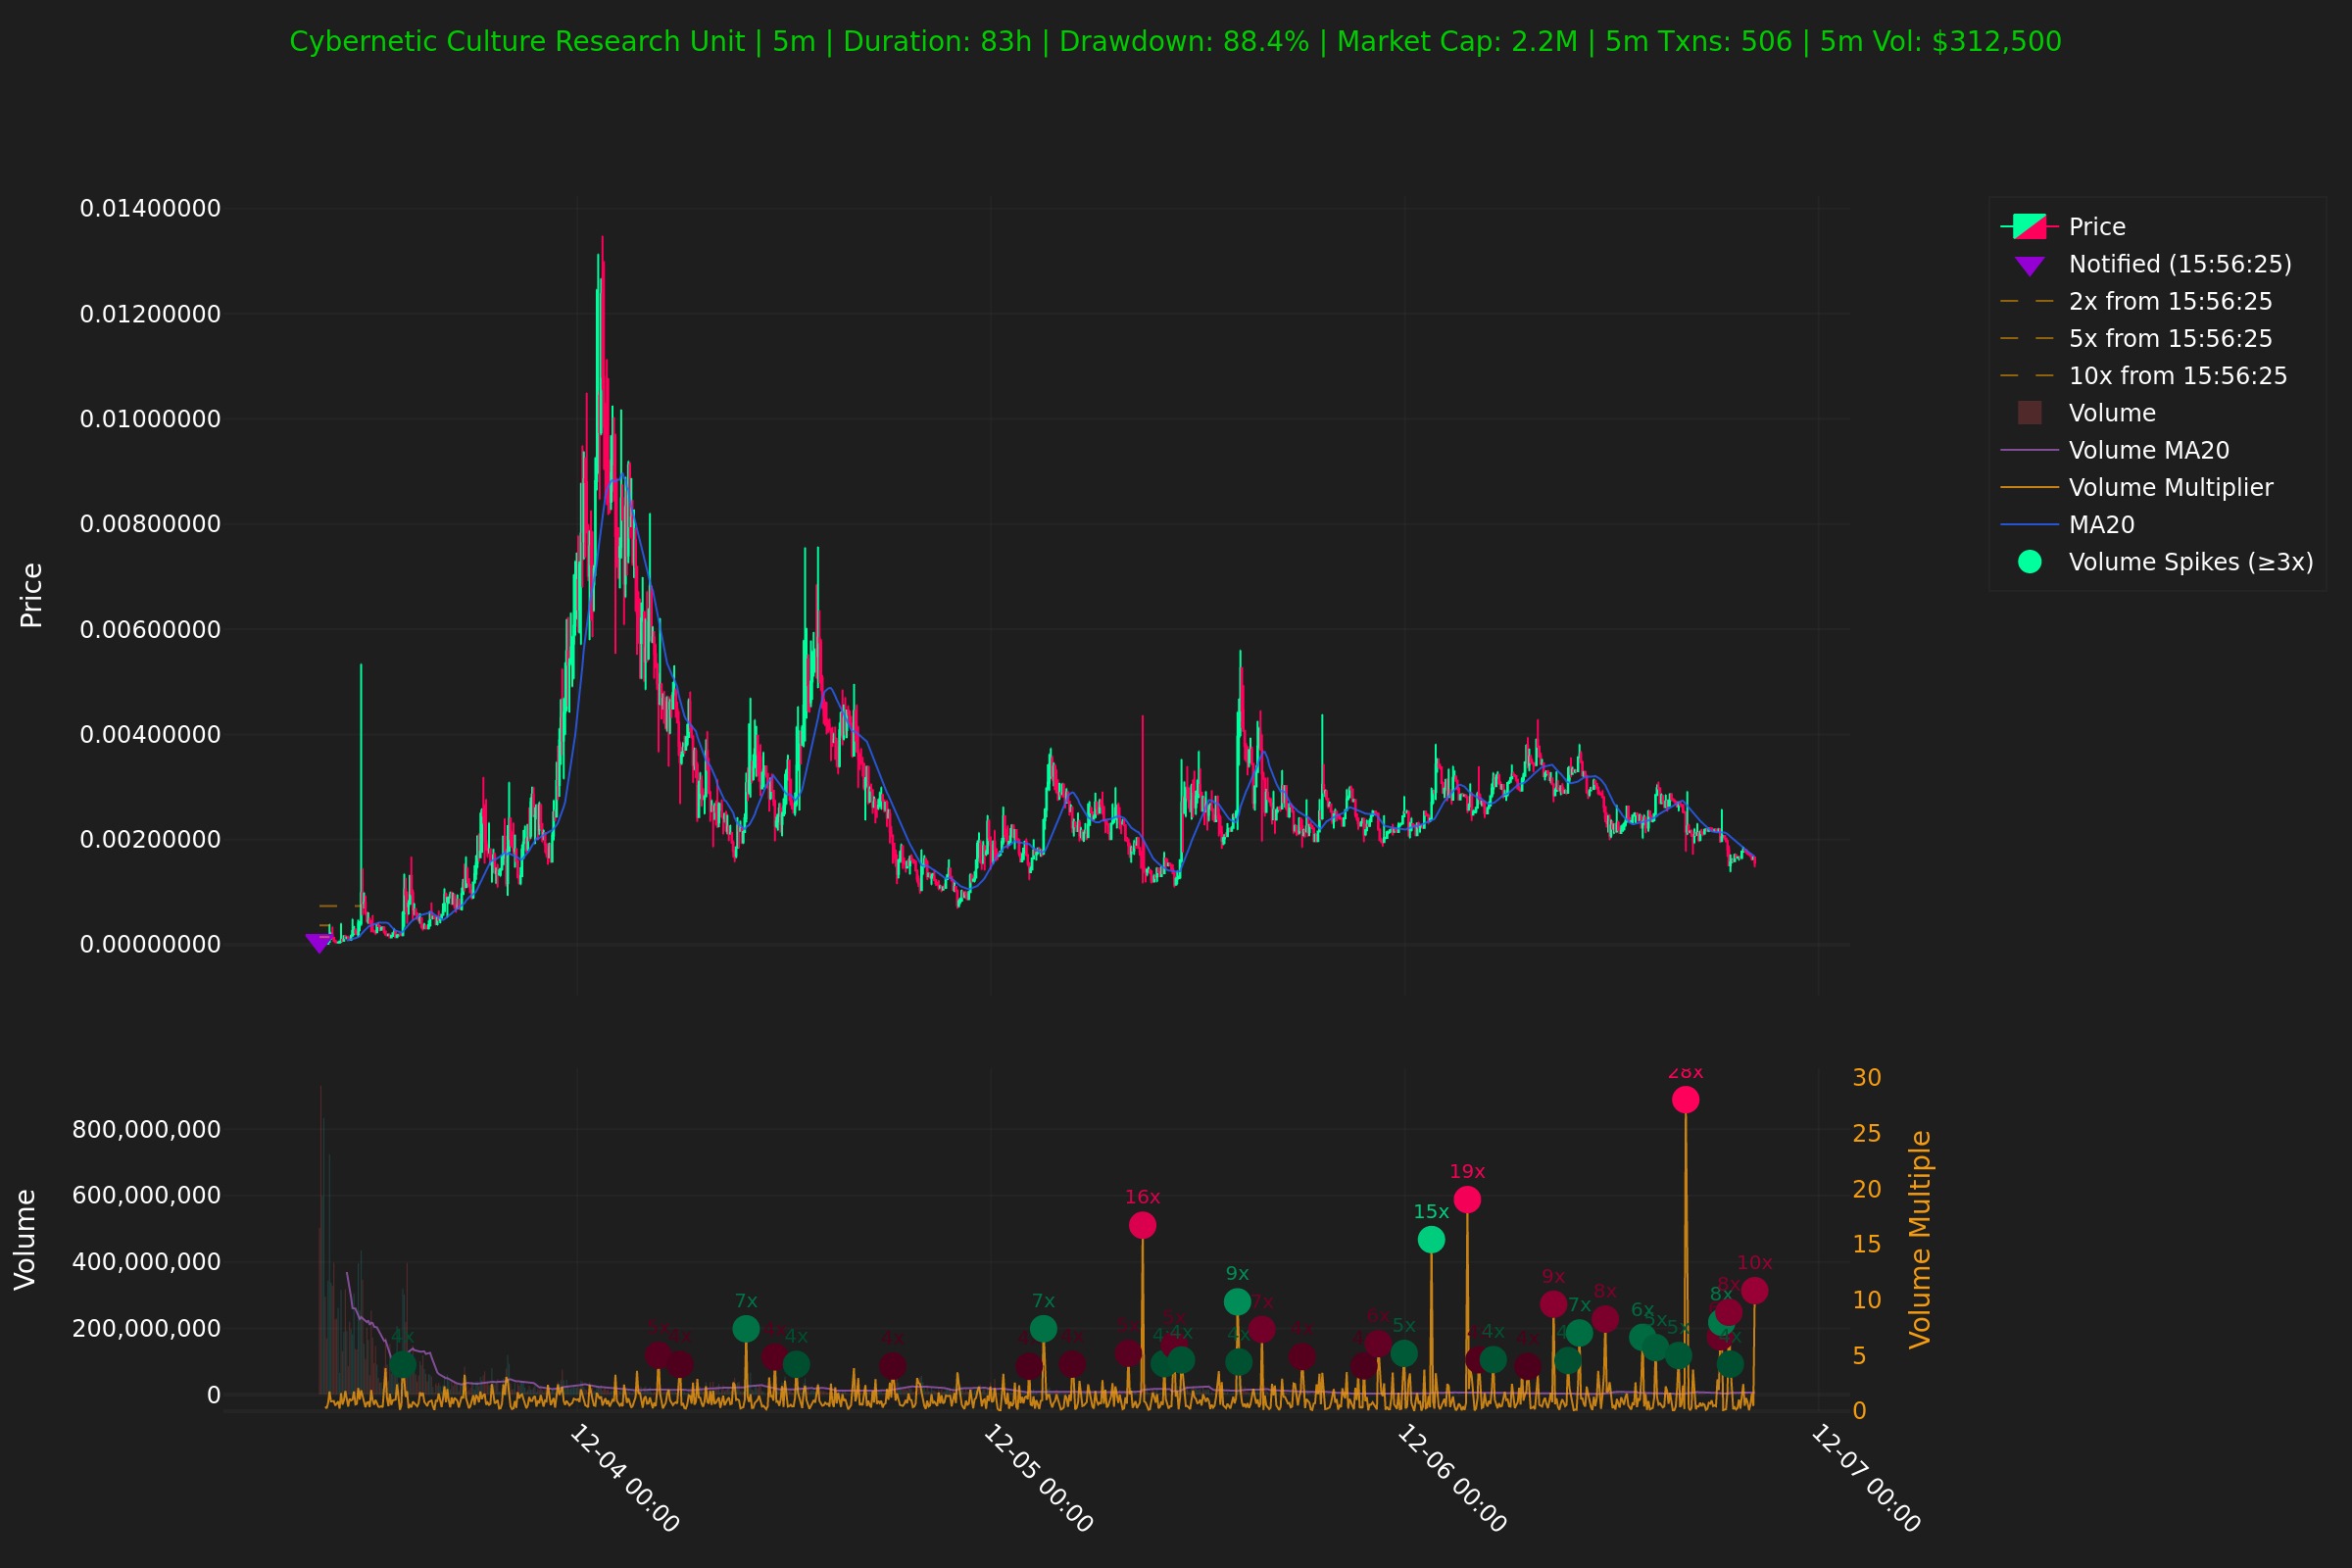 Cybernetic Culture Research Unit | 5m | Duration: 83h | Drawdown: 88.4% | Market Cap: 2.2M | 5m Txns: 506 | 5m Vol: $312,500
Price
0.01400000
0.01200000
0.01000000
0.00800000
0.00600000
0.00400000
0.00200000
0.00000000
Price
Notified (15:56:25)
2x from 15:56:25
5x from 15:56:25
10x from 15:56:25
Volume
Volume MA20
Volume Multiplier
MA20
Volume Spikes (≥3x)
Volume
800,000,000
600,000,000
400,000,000
200,000,000
0
4x
7x
4x
7x
16x
4x
9x
4x
7x
6x
5x
15x
19x
4x
9x
7x
8x
6x
5x
5x
28x
8x
8x
10x
30
25
20
15
10
5
0
Volume Multiple
12-04 00:00
12-05 00:00
12-06 00:00
12-07 00:00